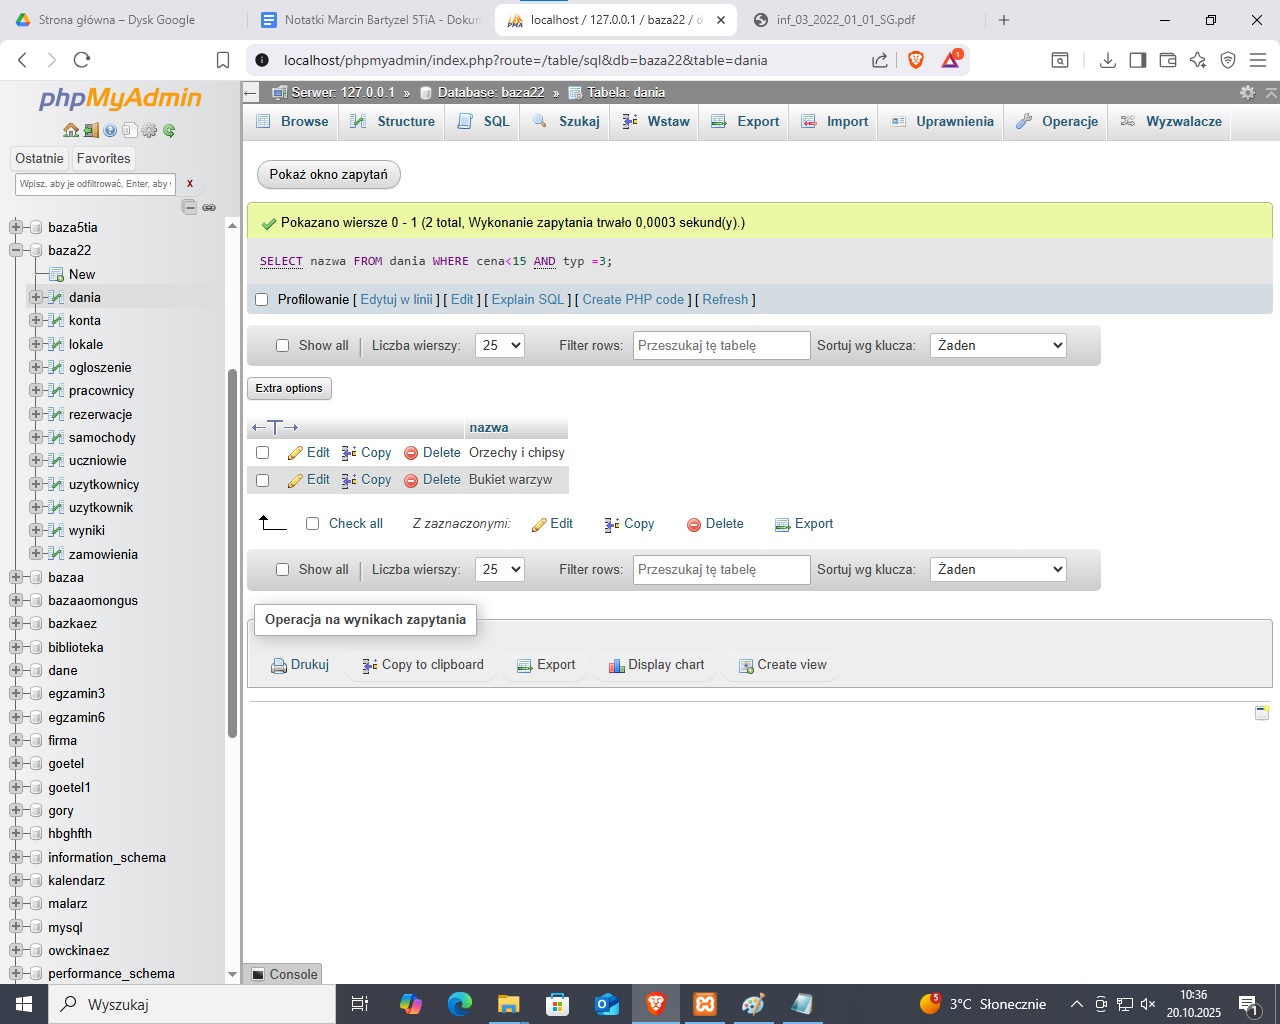 Strona główna – Dysk Google
Notatki Marcin Bartyzel 5TiA - Dokun
localhost / 127.0.0.1 / baza22 / d
inf_03_2022_01_01_SG.pdf
localhost/phpmyadmin/index.php?route=/table/sql&db=baza22&table=dania
1
phpMyAdmin
Ostatnie
Favorites
Wpisz, aby je odfiltrować, Enter, aby
X
baza5tia
baza22
New
dania
konta
lokale
ogloszenie
pracownicy
rezerwacje
samochody
uczniowie
uzytkownicy
uzytkownik
wyniki
zamowienia
bazaa
bazaaomongus
bazkaez
biblioteka
dane
egzamin3
egzamin6
firma
goetel
goetel1
gory
hbghfth
information_schema
kalendarz
malarz
mysql
owckinaez
performance_schema
Serwer: 127.0.0.1 » Database: baza22 » Tabela: dania
Browse Structure SQL Szukaj Wstaw Export Import Uprawnienia Operacje Wyzwalacze
Pokaż okno zapytań
Pokazano wiersze 0 - 1 (2 total, Wykonanie zapytania trwało 0,0003 sekund(y).)
SELECT nazwa FROM dania WHERE cena<15 AND typ =3;
Profilowanie [ Edytuj w linii ] [ Edit ] [ Explain SQL ] [ Create PHP code ] [ Refresh ]
Show all Liczba wierszy: 25 Filter rows: Przeszukaj tę tabelę Sortuj wg klucza: Żaden
Extra options
nazwa
Edit Copy Delete Orzechy i chipsy
Edit Copy Delete Bukiet warzyw
Check all Z zaznaczonymi: Edit Copy Delete Export
Show all Liczba wierszy: 25 Filter rows: Przeszukaj tę tabelę Sortuj wg klucza: Żaden
Operacja na wynikach zapytania
Drukuj Copy to clipboard Export Display chart Create view
Console
Wyszukaj
5
3°C Słonecznie
10:36
20.10.2025
1